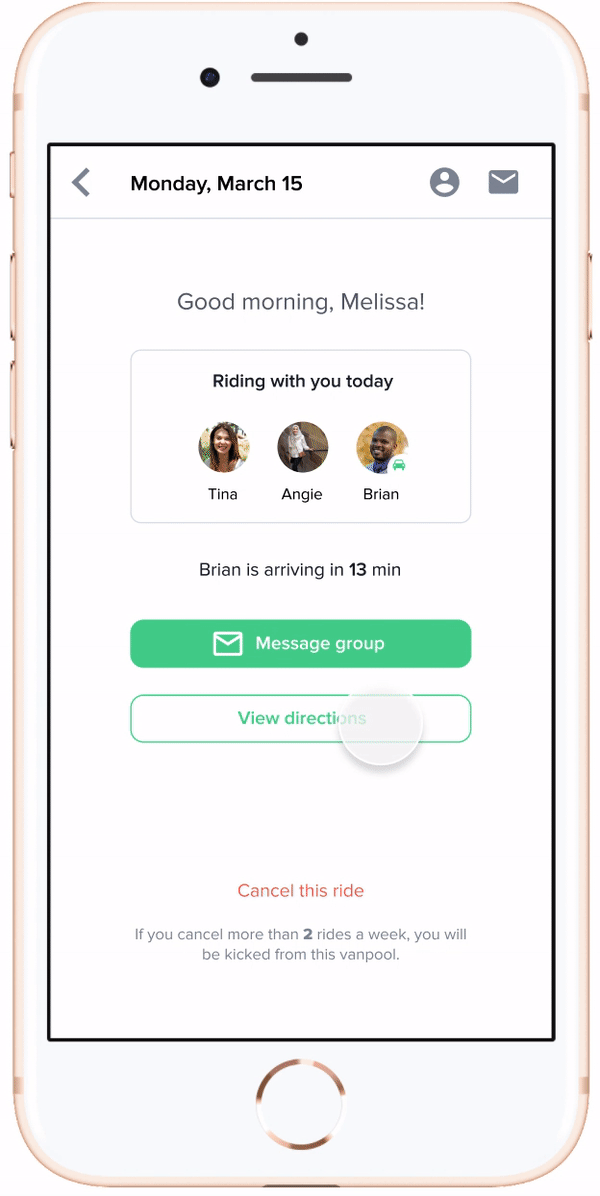 Monday, March 15
Good morning, Melissa!
Riding with you today
Tina Angie Brian
Brian is arriving in 13 min
Message group
View directions
Cancel this ride
If you cancel more than 2 rides a week, you will
be kicked from this vanpool.